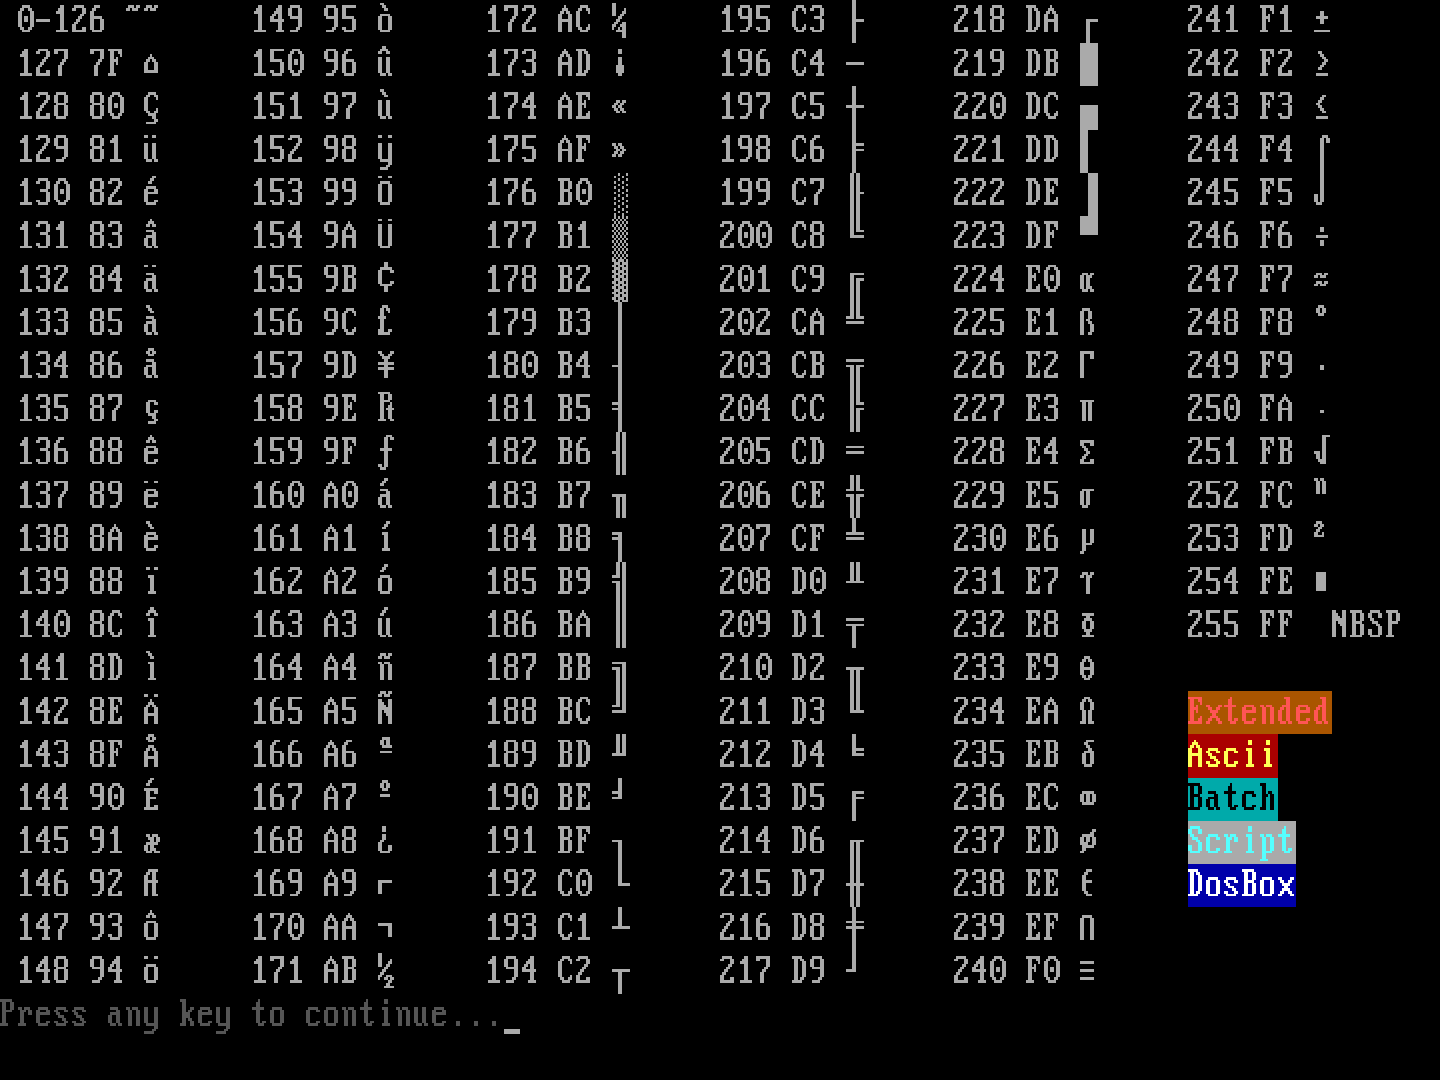 0-126 ~~ 149 95 ò 172 AC ¼ 195 C3 ├ 218 DA ┌ 241 F1 ±
127 7F ⌂ 150 96 û 173 AD ¡ 196 C4 ─ 219 DB █ 242 F2 ≥
128 80 Ç 151 97 ù 174 AE « 197 C5 ┼ 220 DC ▄ 243 F3 ≤
129 81 ü 152 98 ÿ 175 AF » 198 C6 ╞ 221 DD ▌ 244 F4 ⌠
130 82 é 153 99 Ö 176 B0 ░ 199 C7 ╟ 222 DE ▐ 245 F5 ⌡
131 83 â 154 9A Ü 177 B1 ▒ 200 C8 ╚ 223 DF ▀ 246 F6 ÷
132 84 ä 155 9B ¢ 178 B2 ▓ 201 C9 ╔ 224 E0 α 247 F7 ≈
133 85 à 156 9C £ 179 B3 │ 202 CA ╩ 225 E1 ß 248 F8 °
134 86 å 157 9D ¥ 180 B4 ┤ 203 CB ╦ 226 E2 Γ 249 F9 ∙
135 87 ç 158 9E ₧ 181 B5 ╡ 204 CC ╠ 227 E3 π 250 FA ·
136 88 ê 159 9F ƒ 182 B6 ╢ 205 CD ═ 228 E4 Σ 251 FB √
137 89 ë 160 A0 á 183 B7 ╖ 206 CE ╬ 229 E5 σ 252 FC ⁿ
138 8A è 161 A1 í 184 B8 ╕ 207 CF ╧ 230 E6 µ 253 FD ²
139 88 ï 162 A2 ó 185 B9 ╣ 208 D0 ╨ 231 E7 τ 254 FE ■
140 8C î 163 A3 ú 186 BA ║ 209 D1 ╤ 232 E8 Φ 255 FF NBSP
141 8D ì 164 A4 ñ 187 BB ╗ 210 D2 ╥ 233 E9 Θ
142 8E Ä 165 A5 Ñ 188 BC ╝ 211 D3 ╙ 234 EA Ω Extended
143 8F Å 166 A6 ª 189 BD ╜ 212 D4 ╘ 235 EB δ Ascii
144 90 É 167 A7 º 190 BE ╛ 213 D5 ╒ 236 EC ∞ Batch
145 91 æ 168 A8 ¿ 191 BF ┐ 214 D6 ╓ 237 ED φ Script
146 92 Æ 169 A9 ⌐ 192 C0 └ 215 D7 ╫ 238 EE ε DosBox
147 93 ô 170 AA ¬ 193 C1 ┴ 216 D8 ╪ 239 EF ∩
148 94 ö 171 AB ½ 194 C2 ┬ 217 D9 ┘ 240 F0 ≡
Press any key to continue..._